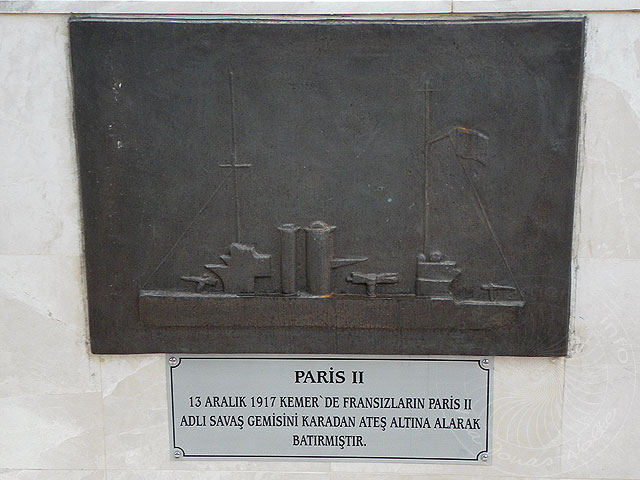 PARİS II
13 ARALIK 1917 KEMER`DE FRANSIZLARIN PARİS II
ADLI SAVAŞ GEMİSİNİ KARADAN ATEŞ ALTINA ALARAK
BATIRMIŞTIR.